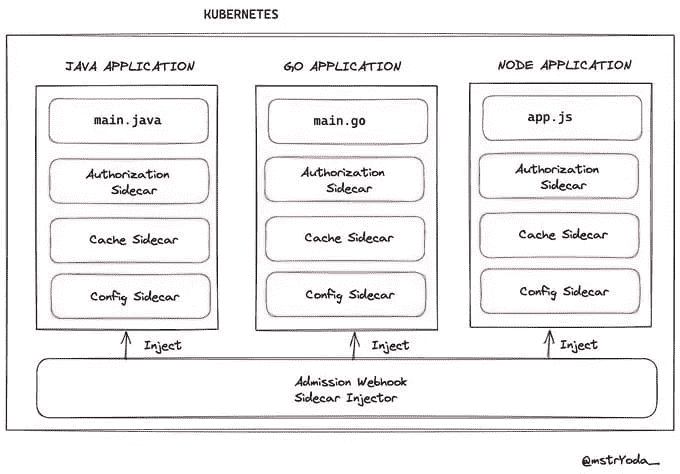 KUBERNETES
JAVA APPLICATION
main.java
Authorization
Sidecar
Cache Sidecar
Config Sidecar
GO APPLICATION
main.go
Authorization
Sidecar
Cache Sidecar
Config Sidecar
NODE APPLICATION
app.js
Authorization
Sidecar
Cache Sidecar
Config Sidecar
Inject
Inject
Inject
Admission Webhook
Sidecar Injector
@mstrYoda_